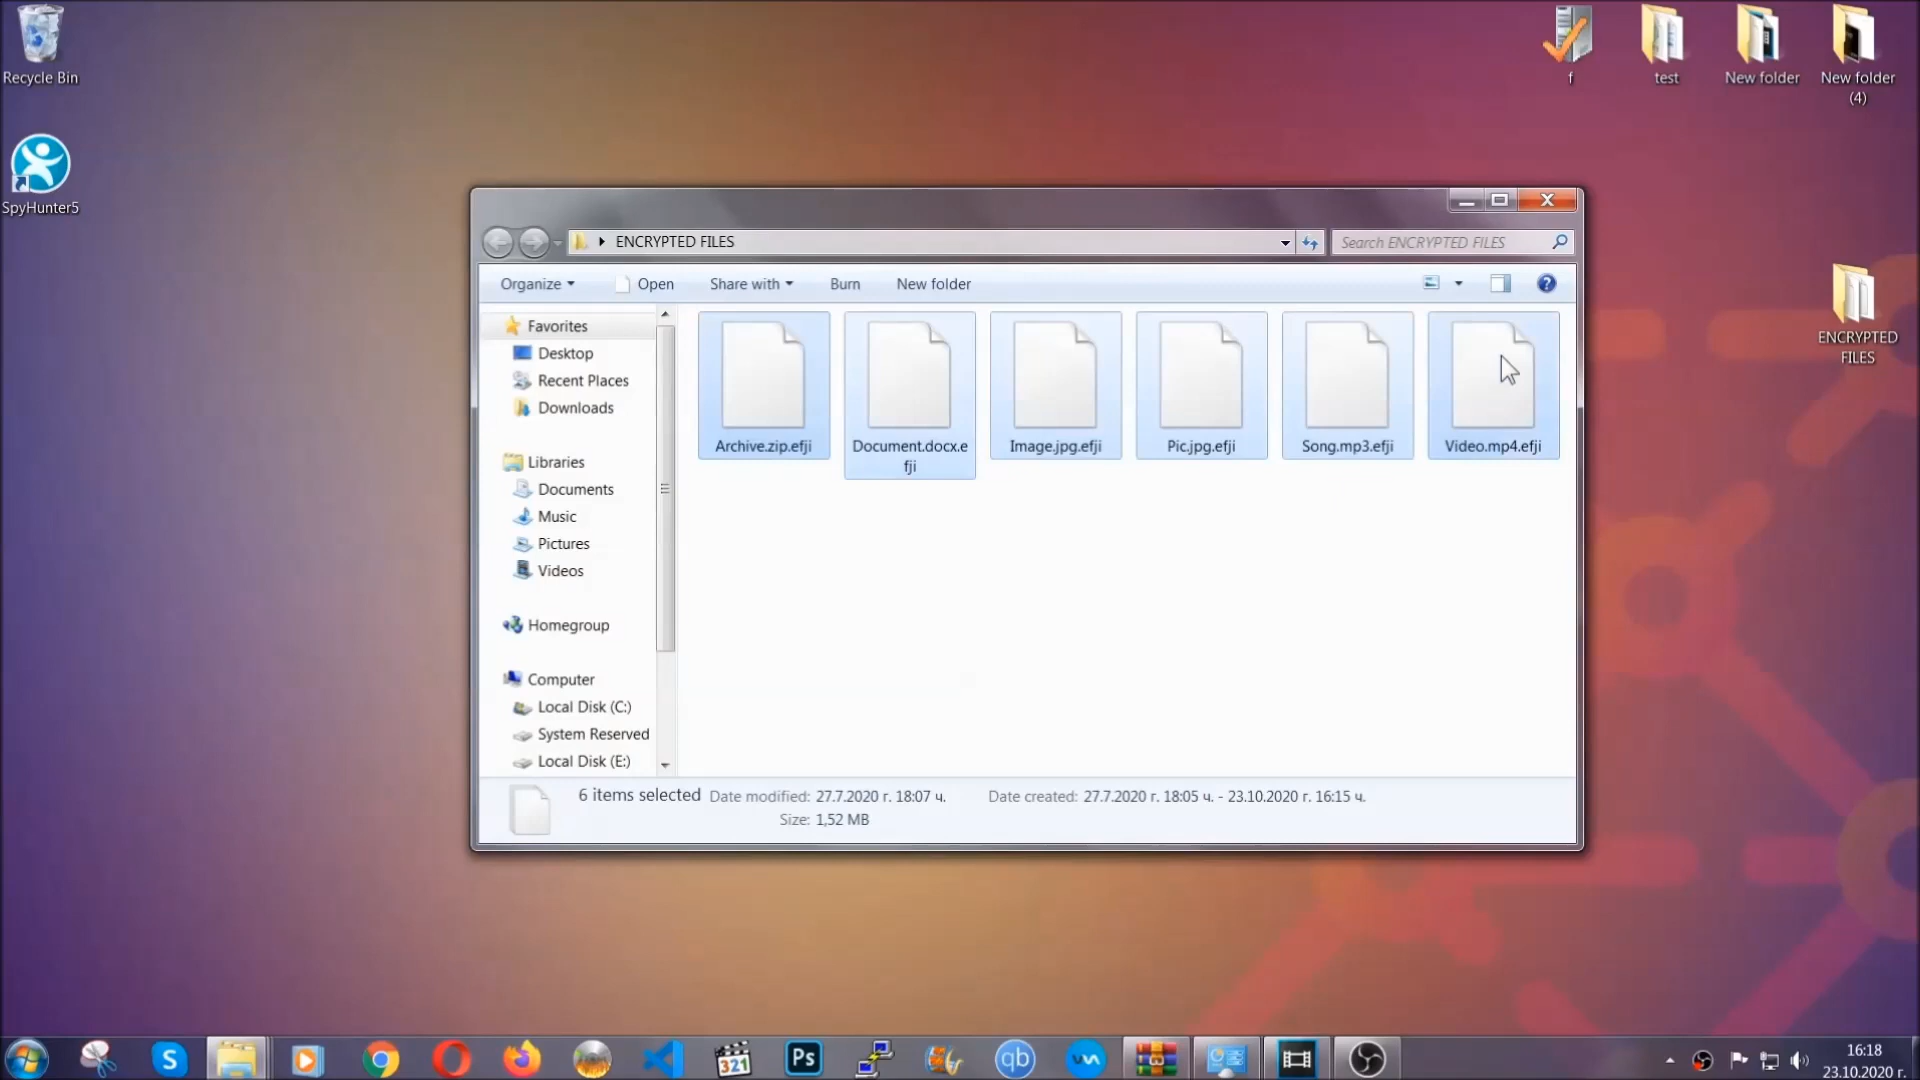 Recycle Bin
SpyHunter5
f
test
New folder
New folder
(4)
ENCRYPTED
FILES
ENCRYPTED FILES
Search ENCRYPTED FILES
Organize
Open
Share with
Burn
New folder
Favorites
Desktop
Recent Places
Downloads
Libraries
Documents
Music
Pictures
Videos
Homegroup
Computer
Local Disk (C:)
System Reserved
Local Disk (E:)
Archive.zip.efji
Document.docx.e
fji
Image.jpg.efji
Pic.jpg.efji
Song.mp3.efji
Video.mp4.efji
6 items selected Date modified: 27.7.2020 г. 18:07 ч. Date created: 27.7.2020 г. 18:05 ч. - 23.10.2020 г. 16:15 ч.
Size: 1,52 MB
S
321
Ps
qb
16:18
23.10.2020 г.